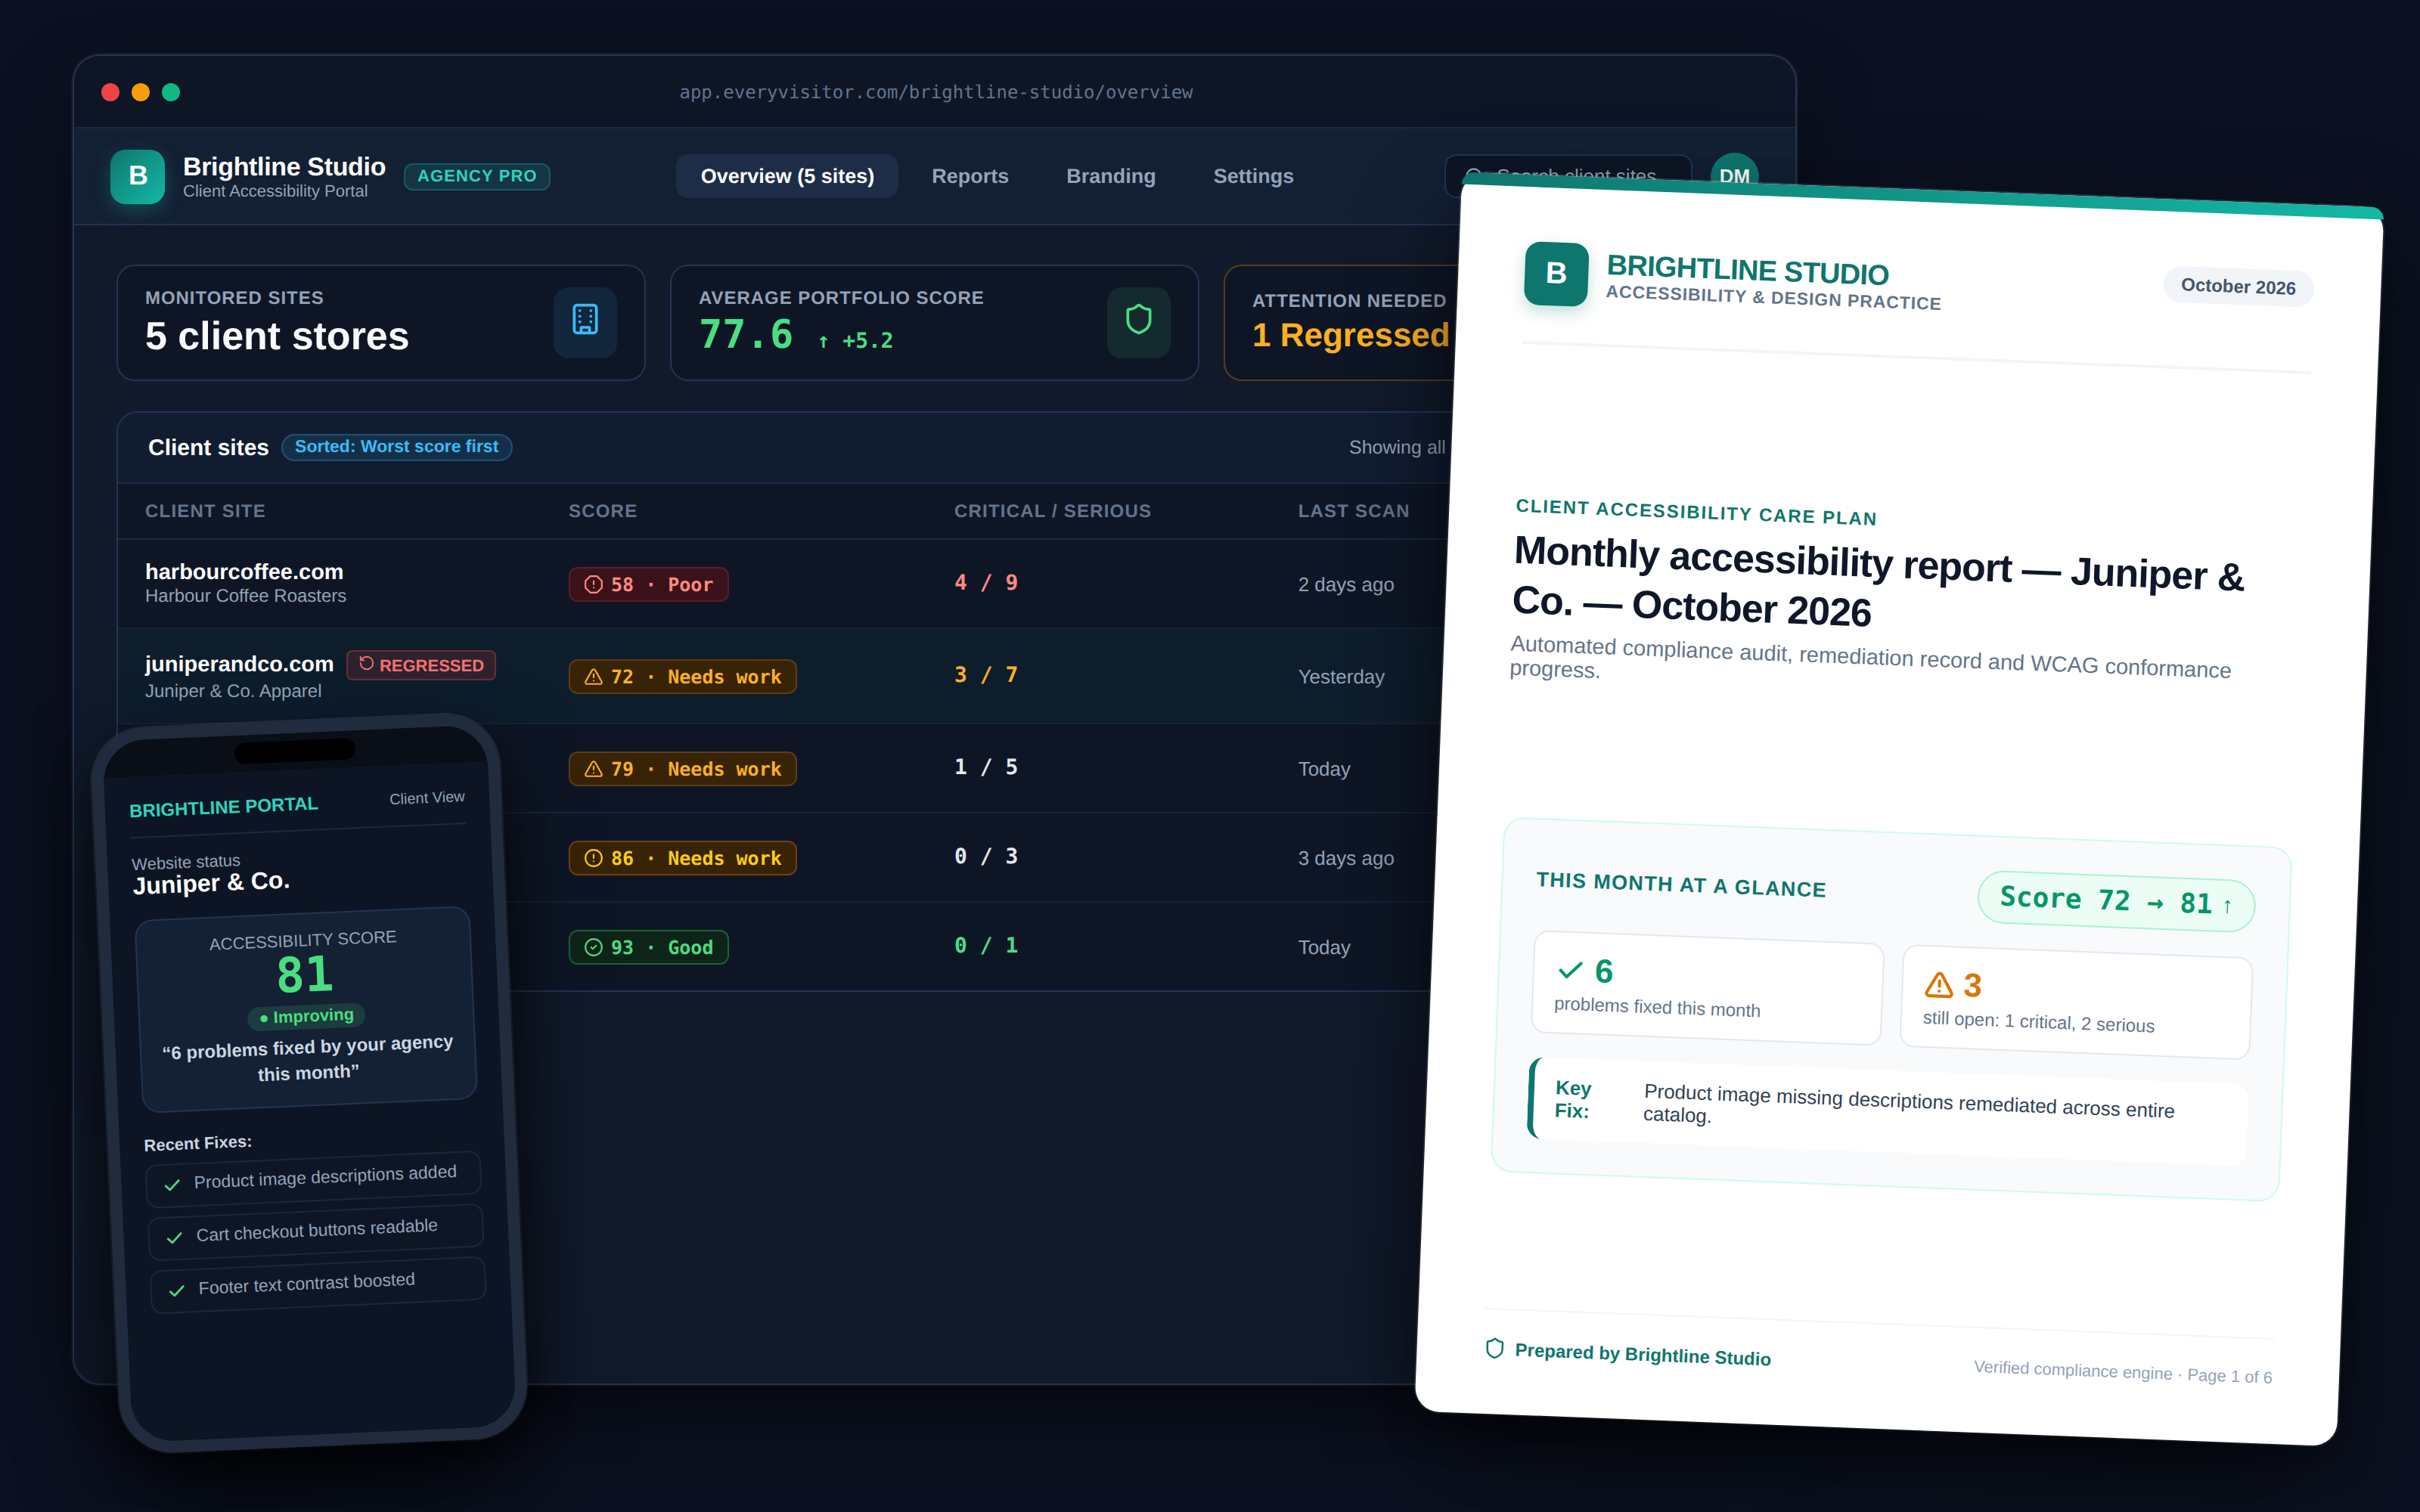 app.everyvisitor.com/brightline-studio/overview
B
Brightline Studio
Client Accessibility Portal
AGENCY PRO
Overview (5 sites)
Reports
Branding
Settings
Search client sites
DM
MONITORED SITES
5 client stores
AVERAGE PORTFOLIO SCORE
77.6 ↑ +5.2
ATTENTION NEEDED
1 Regressed
Client sites
Sorted: Worst score first
Showing all
CLIENT SITE SCORE CRITICAL / SERIOUS LAST SCAN
harbourcoffee.com
Harbour Coffee Roasters
58 · Poor
4 / 9
2 days ago
juniperandco.com
REGRESSED
Juniper & Co. Apparel
72 · Needs work
3 / 7
Yesterday
79 · Needs work
1 / 5
Today
86 · Needs work
0 / 3
3 days ago
93 · Good
0 / 1
Today
BRIGHTLINE PORTAL
Client View
Website status
Juniper & Co.
ACCESSIBILITY SCORE
81
● Improving
“6 problems fixed by your agency
this month”
Recent Fixes:
Product image descriptions added
Cart checkout buttons readable
Footer text contrast boosted
B
BRIGHTLINE STUDIO
ACCESSIBILITY & DESIGN PRACTICE
October 2026
CLIENT ACCESSIBILITY CARE PLAN
Monthly accessibility report — Juniper &
Co. — October 2026
Automated compliance audit, remediation record and WCAG conformance
progress.
THIS MONTH AT A GLANCE
Score 72 → 81 ↑
6
problems fixed this month
3
still open: 1 critical, 2 serious
Key
Fix:
Product image missing descriptions remediated across entire
catalog.
Prepared by Brightline Studio
Verified compliance engine · Page 1 of 6